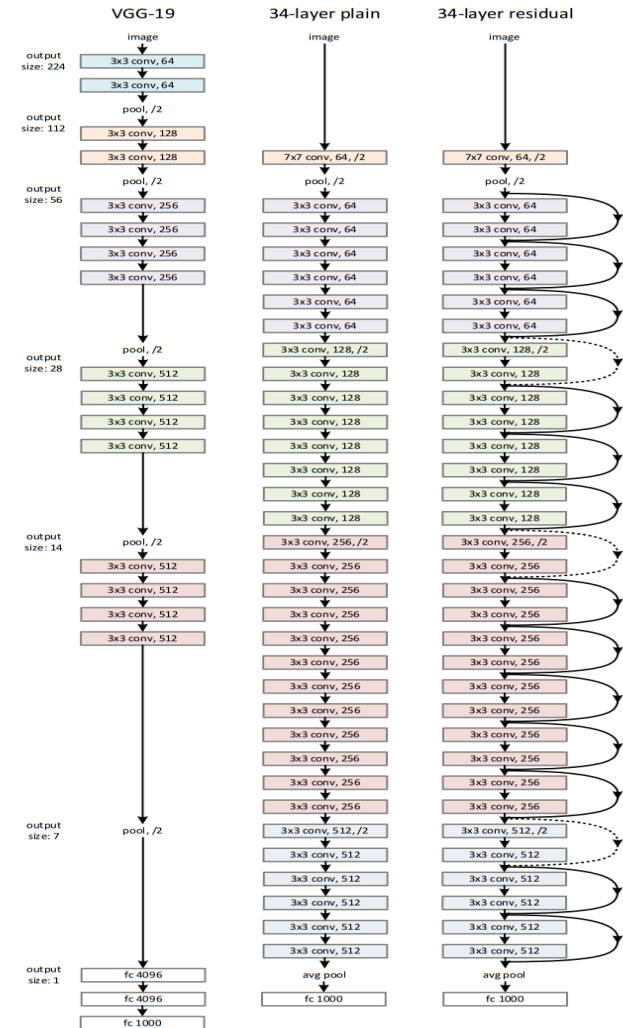 VGG-19
34-layer plain
34-layer residual
output
size: 224
image
3x3 conv, 64
3x3 conv, 64
pool, /2
output
size: 112
3x3 conv, 128
3x3 conv, 128
pool, /2
output
size: 56
3x3 conv, 256
3x3 conv, 256
3x3 conv, 256
3x3 conv, 256
pool, /2
output
size: 28
3x3 conv, 512
3x3 conv, 512
3x3 conv, 512
3x3 conv, 512
pool, /2
output
size: 14
3x3 conv, 512
3x3 conv, 512
3x3 conv, 512
3x3 conv, 512
pool, /2
output
size: 7
output
size: 1
fc 4096
fc 4096
fc 1000
image
7x7 conv, 64, /2
pool, /2
3x3 conv, 64
3x3 conv, 64
3x3 conv, 64
3x3 conv, 64
3x3 conv, 64
3x3 conv, 64
3x3 conv, 128, /2
3x3 conv, 128
3x3 conv, 128
3x3 conv, 128
3x3 conv, 128
3x3 conv, 128
3x3 conv, 128
3x3 conv, 128
3x3 conv, 256, /2
3x3 conv, 256
3x3 conv, 256
3x3 conv, 256
3x3 conv, 256
3x3 conv, 256
3x3 conv, 256
3x3 conv, 256
3x3 conv, 256
3x3 conv, 256
3x3 conv, 256
3x3 conv, 256
3x3 conv, 512, /2
3x3 conv, 512
3x3 conv, 512
3x3 conv, 512
3x3 conv, 512
3x3 conv, 512
avg pool
fc 1000
image
7x7 conv, 64, /2
pool, /2
3x3 conv, 64
3x3 conv, 64
3x3 conv, 64
3x3 conv, 64
3x3 conv, 64
3x3 conv, 64
3x3 conv, 128, /2
3x3 conv, 128
3x3 conv, 128
3x3 conv, 128
3x3 conv, 128
3x3 conv, 128
3x3 conv, 128
3x3 conv, 128
3x3 conv, 256, /2
3x3 conv, 256
3x3 conv, 256
3x3 conv, 256
3x3 conv, 256
3x3 conv, 256
3x3 conv, 256
3x3 conv, 256
3x3 conv, 256
3x3 conv, 256
3x3 conv, 256
3x3 conv, 256
3x3 conv, 512, /2
3x3 conv, 512
3x3 conv, 512
3x3 conv, 512
3x3 conv, 512
3x3 conv, 512
avg pool
fc 1000